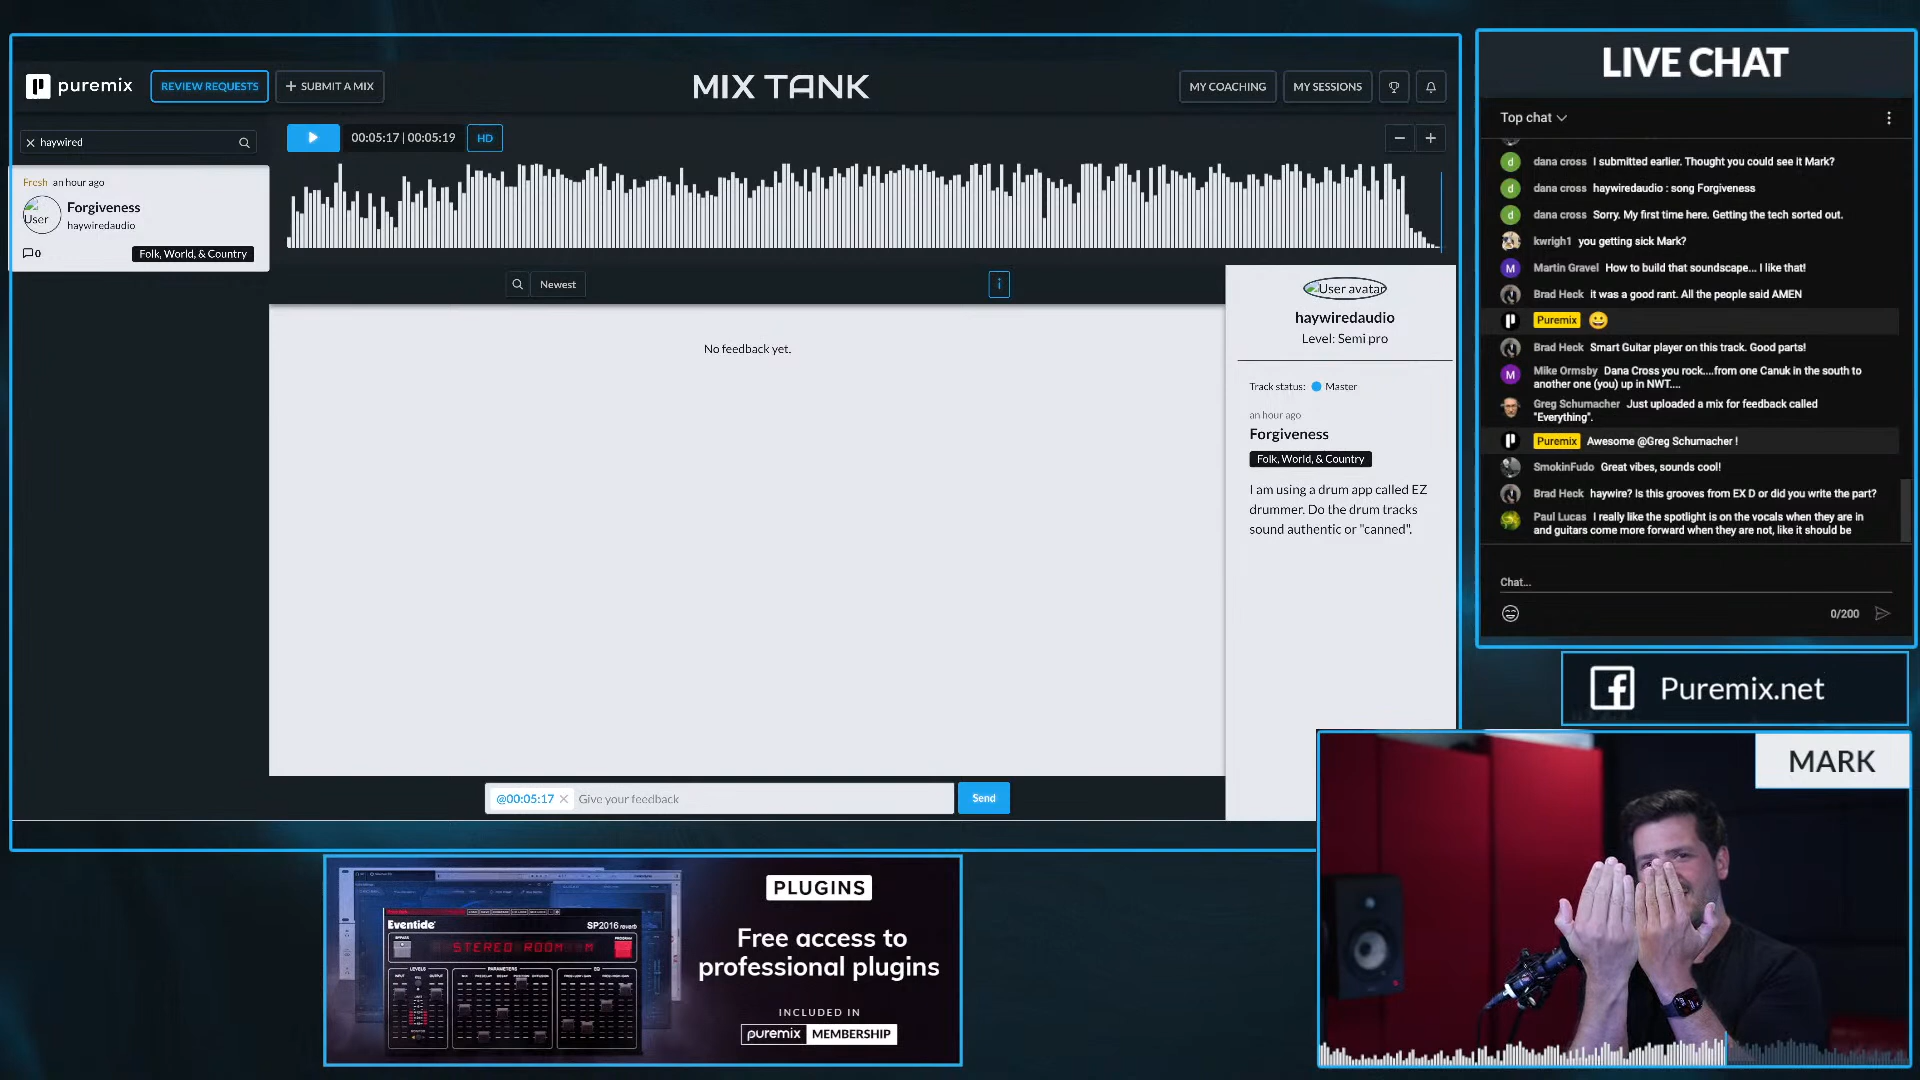 puremix
REVIEW REQUESTS
SUBMIT A MIX
MIX TANK
MY COACHING
MY SESSIONS
haywired
00:05:17 | 00:05:19
HD
Fresh an hour ago
User
Forgiveness
haywiredaudio
0
Folk, World, & Country
Newest
No feedback yet.
@00:05:17
Give your feedback
Send
User avatar
haywiredaudio
Level: Semi pro
Track status: Master
an hour ago
Forgiveness
Folk, World, & Country
I am using a drum app called EZ
drummer. Do the drum tracks
sound authentic or "canned".
LIVE CHAT
Top chat
dana cross I submitted earlier. Thought you could see it Mark?
dana cross haywiredaudio : song Forgiveness
dana cross Sorry. My first time here. Getting the tech sorted out.
kwrigh1 you getting sick Mark?
Martin Gravel How to build that soundscape... I like that!
Brad Heck it was a good rant. All the people said AMEN
Puremix 😀
Brad Heck Smart Guitar player on this track. Good parts!
Mike Ormsby Dana Cross you rock....from one Canuk in the south to
another one (you) up in NWT....
Greg Schumacher Just uploaded a mix for feedback called
"Everything".
Puremix Awesome @Greg Schumacher !
SmokinFudo Great vibes, sounds cool!
Brad Heck haywire? Is this grooves from EX D or did you write the part?
Paul Lucas I really like the spotlight is on the vocals when they are in
and guitars come more forward when they are not, like it should be
Chat...
0/200
Puremix.net
MARK
Eventide
SP2016 reverb
STEREO ROOM M
LEVELS
PARAMETERS
EQ
PLUGINS
Free access to
professional plugins
INCLUDED IN
puremix MEMBERSHIP